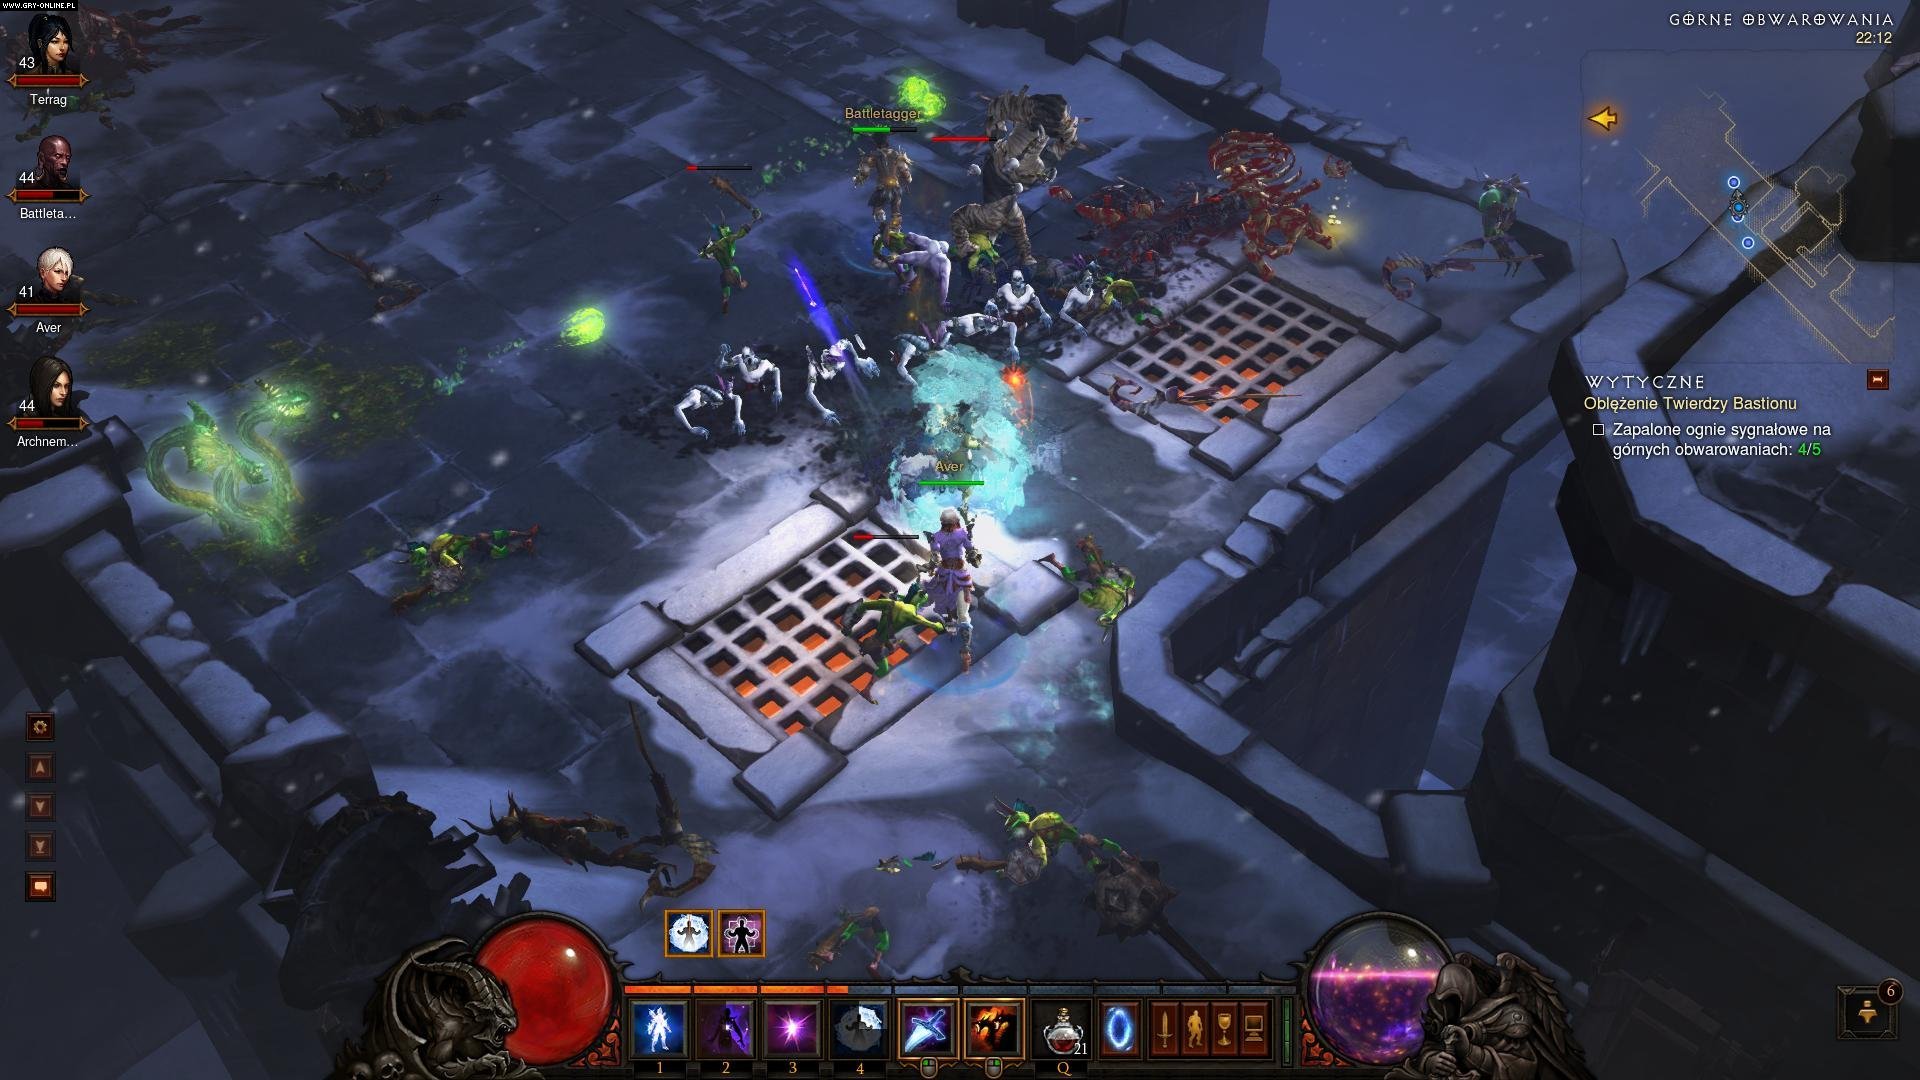 WWW.GRY-ONLINE.PL
43
Terrag
44
Battleta...
41
Aver
44
Archnem...
Battletagger
Aver
GÓRNE OBWAROWANIA
22:12
WYTYCZNE
Oblężenie Twierdzy Bastionu
Zapalone ognie sygnałowe na
górnych obwarowaniach: 4/5
21
1 2 3 4 Q
6